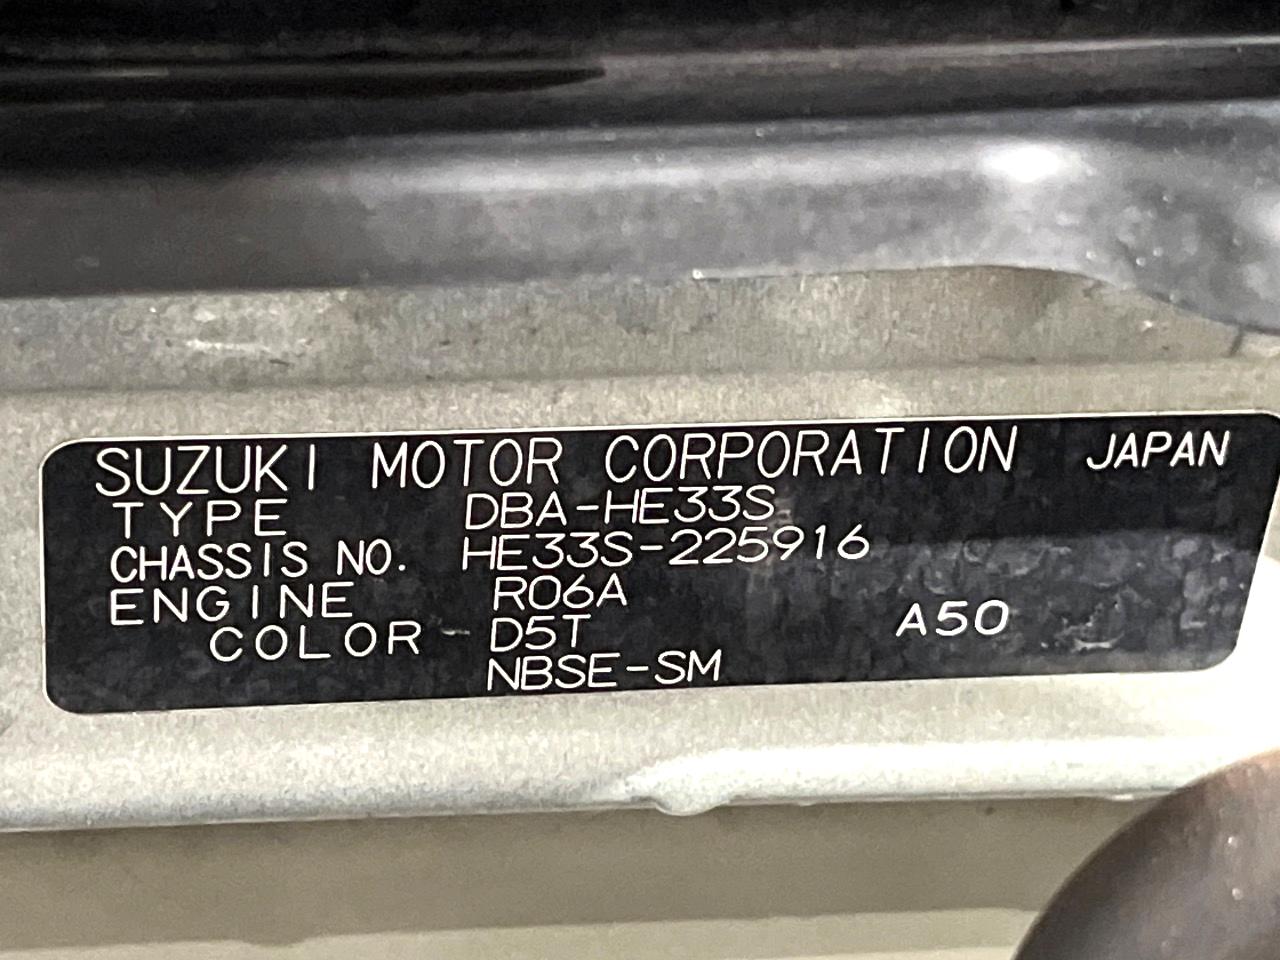 SUZUKI MOTOR CORPORATION JAPAN
TYPE DBA-HE33S
CHASSIS NO. HE33S-225916
ENGINE R06A
COLOR D5T A50
NBSE-SM